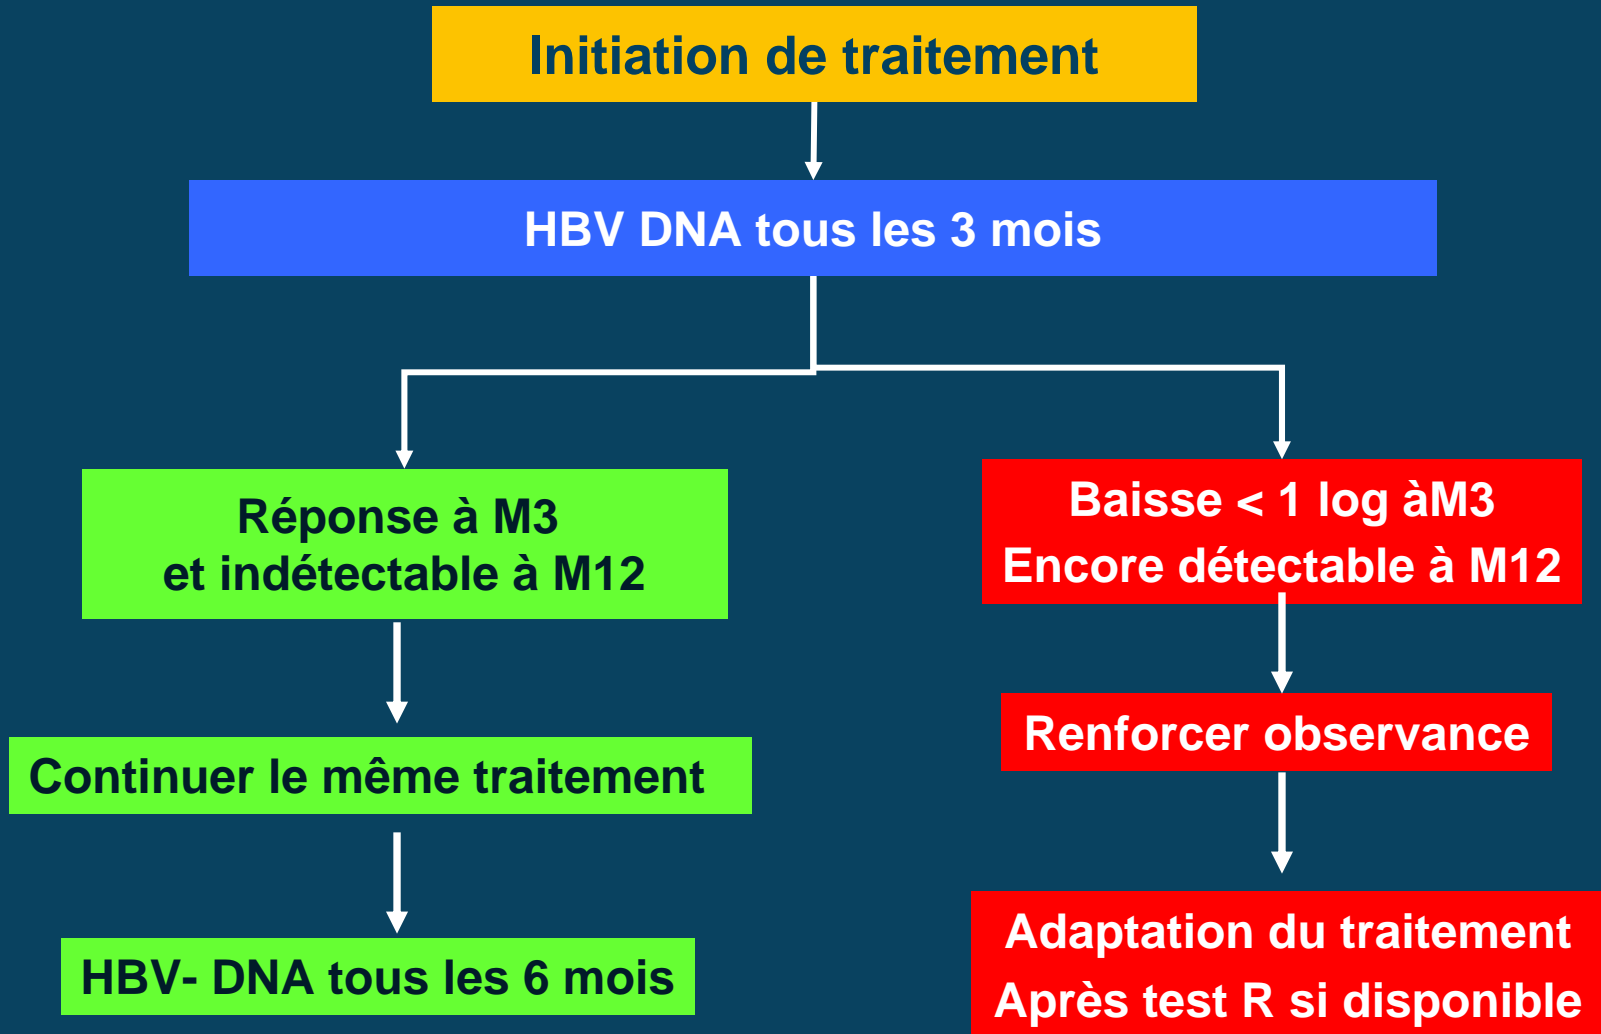 Initiation de traitement
HBV DNA tous les 3 mois
Réponse à M3
et indétectable à M12
Continuer le même traitement
HBV- DNA tous les 6 mois
Baisse < 1 log àM3
Encore détectable à M12
Renforcer observance
Adaptation du traitement
Après test R si disponible